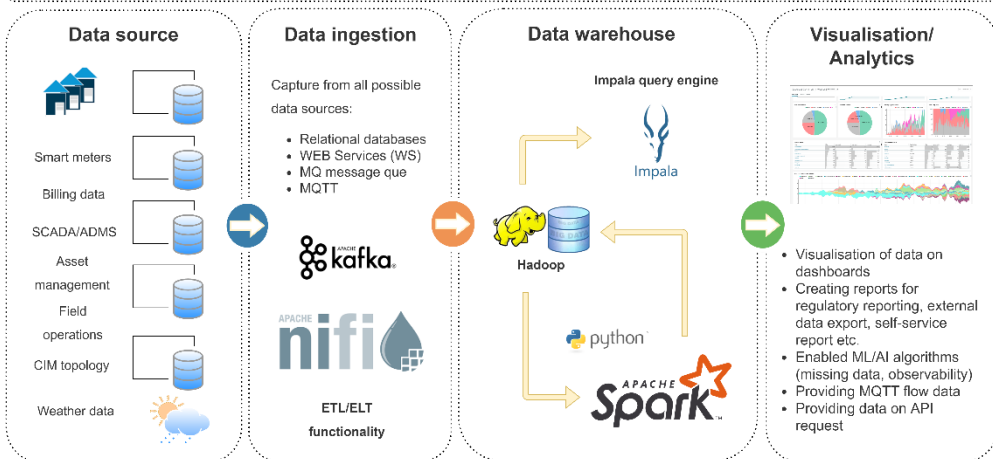 Data source
Smart meters
Billing data
SCADA/ADMS
Asset
management
Field
operations
CIM topology
Weather data
Data ingestion
Capture from all possible
data sources:
• Relational databases
• WEB Services (WS)
• MQ message que
• MQTT
APACHE
kafka®
APACHE
nifi
ETL/ELT
functionality
Data warehouse
Impala query engine
Impala
BIG DATA
Hadoop
python™
APACHE
Spark™
Visualisation/
Analytics
• Visualisation of data on
dashboards
• Creating reports for
regulatory reporting, external
data export, self-service
report etc.
• Enabled ML/AI algorithms
(missing data, observability)
• Providing MQTT flow data
• Providing data on API
request